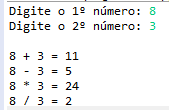 Digite o 1º número: 8
Digite o 2º número: 3
8 + 3 = 11
8 - 3 = 5
8 * 3 = 24
8 / 3 = 2